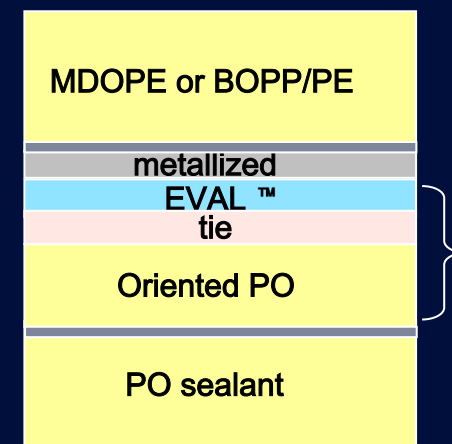 MDOPE or BOPP/PE
metallized
EVAL ™
tie
Oriented PO
PO sealant